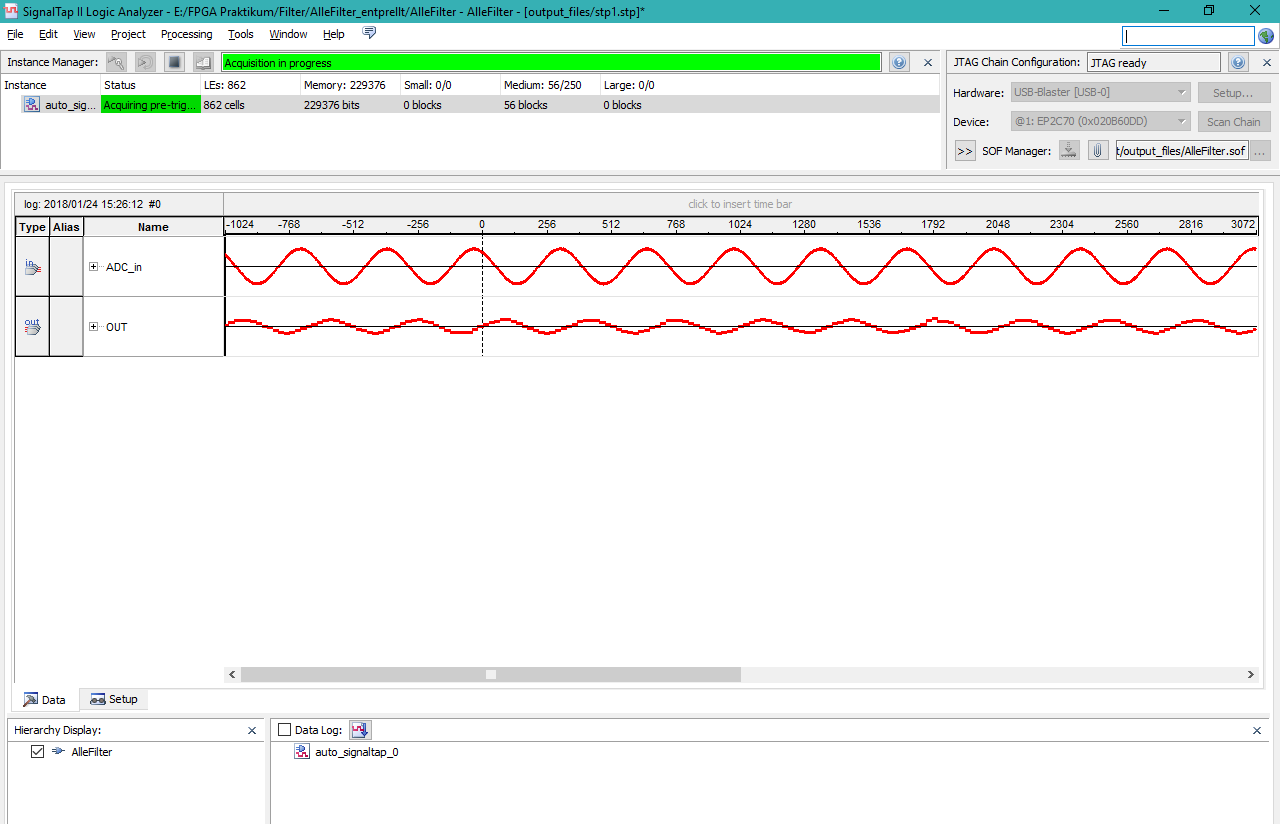 SignalTap II Logic Analyzer - E:/FPGA Praktikum/Filter/AlleFilter_entprellt/AlleFilter - AlleFilter - [output_files/stp1.stp]*
File Edit View Project Processing Tools Window Help
Instance Manager: Acquisition in progress
Instance Status LEs: 862 Memory: 229376 Small: 0/0 Medium: 56/250 Large: 0/0
auto_sig... Acquiring pre-trig... 862 cells 229376 bits 0 blocks 56 blocks 0 blocks
JTAG Chain Configuration: JTAG ready
Hardware: USB-Blaster [USB-0] Setup...
Device: @1: EP2C70 (0x020B60DD) Scan Chain
>> SOF Manager: t/output_files/AlleFilter.sof ...
log: 2018/01/24 15:26:12 #0 click to insert time bar
Type Alias Name -1024 -768 -512 -256 0 256 512 768 1024 1280 1536 1792 2048 2304 2560 2816 3072
in ADC_in
out OUT
Data Setup
Hierarchy Display:
AlleFilter
Data Log:
auto_signaltap_0